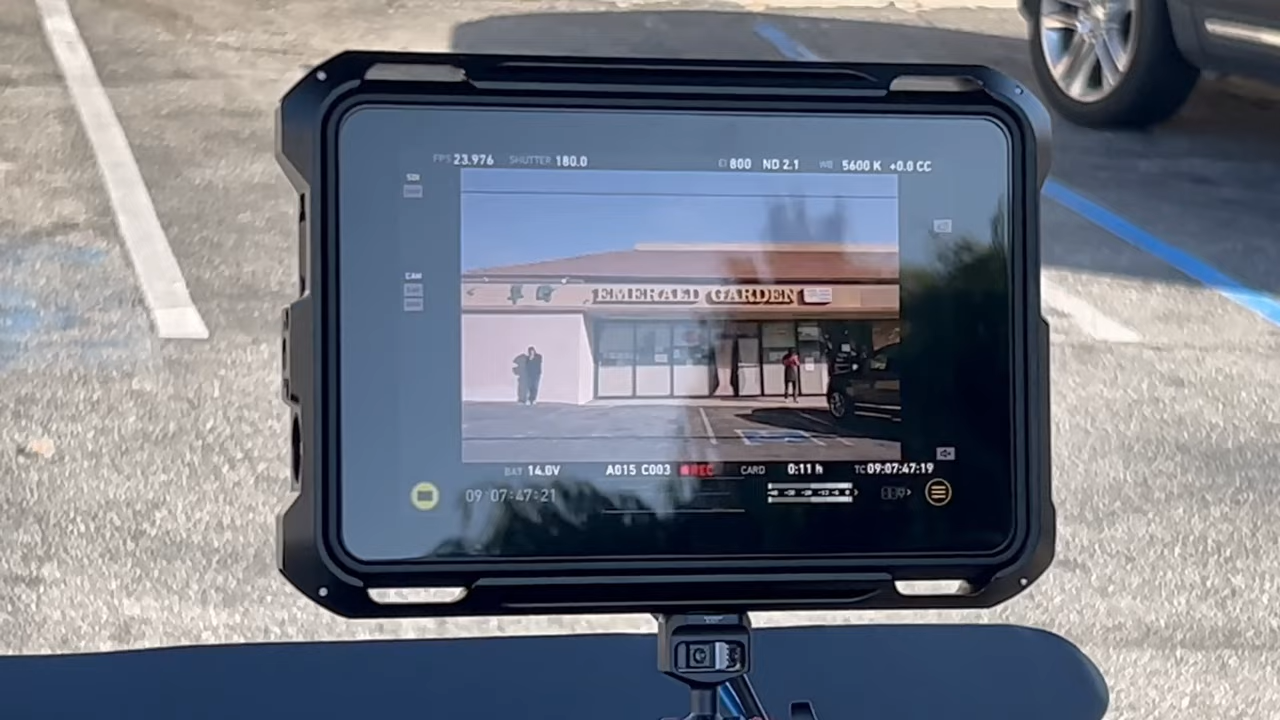 FPS 23.976 SHUTTER 180.0 EI 800 ND 2.1 WB 5600 K +0.0 CC
SDI
EMERALD GARDEN
CAM
BAT 14.0V A015 C003 REC CARD 0:11 h TC 09:07:47:19
09:07:47:21